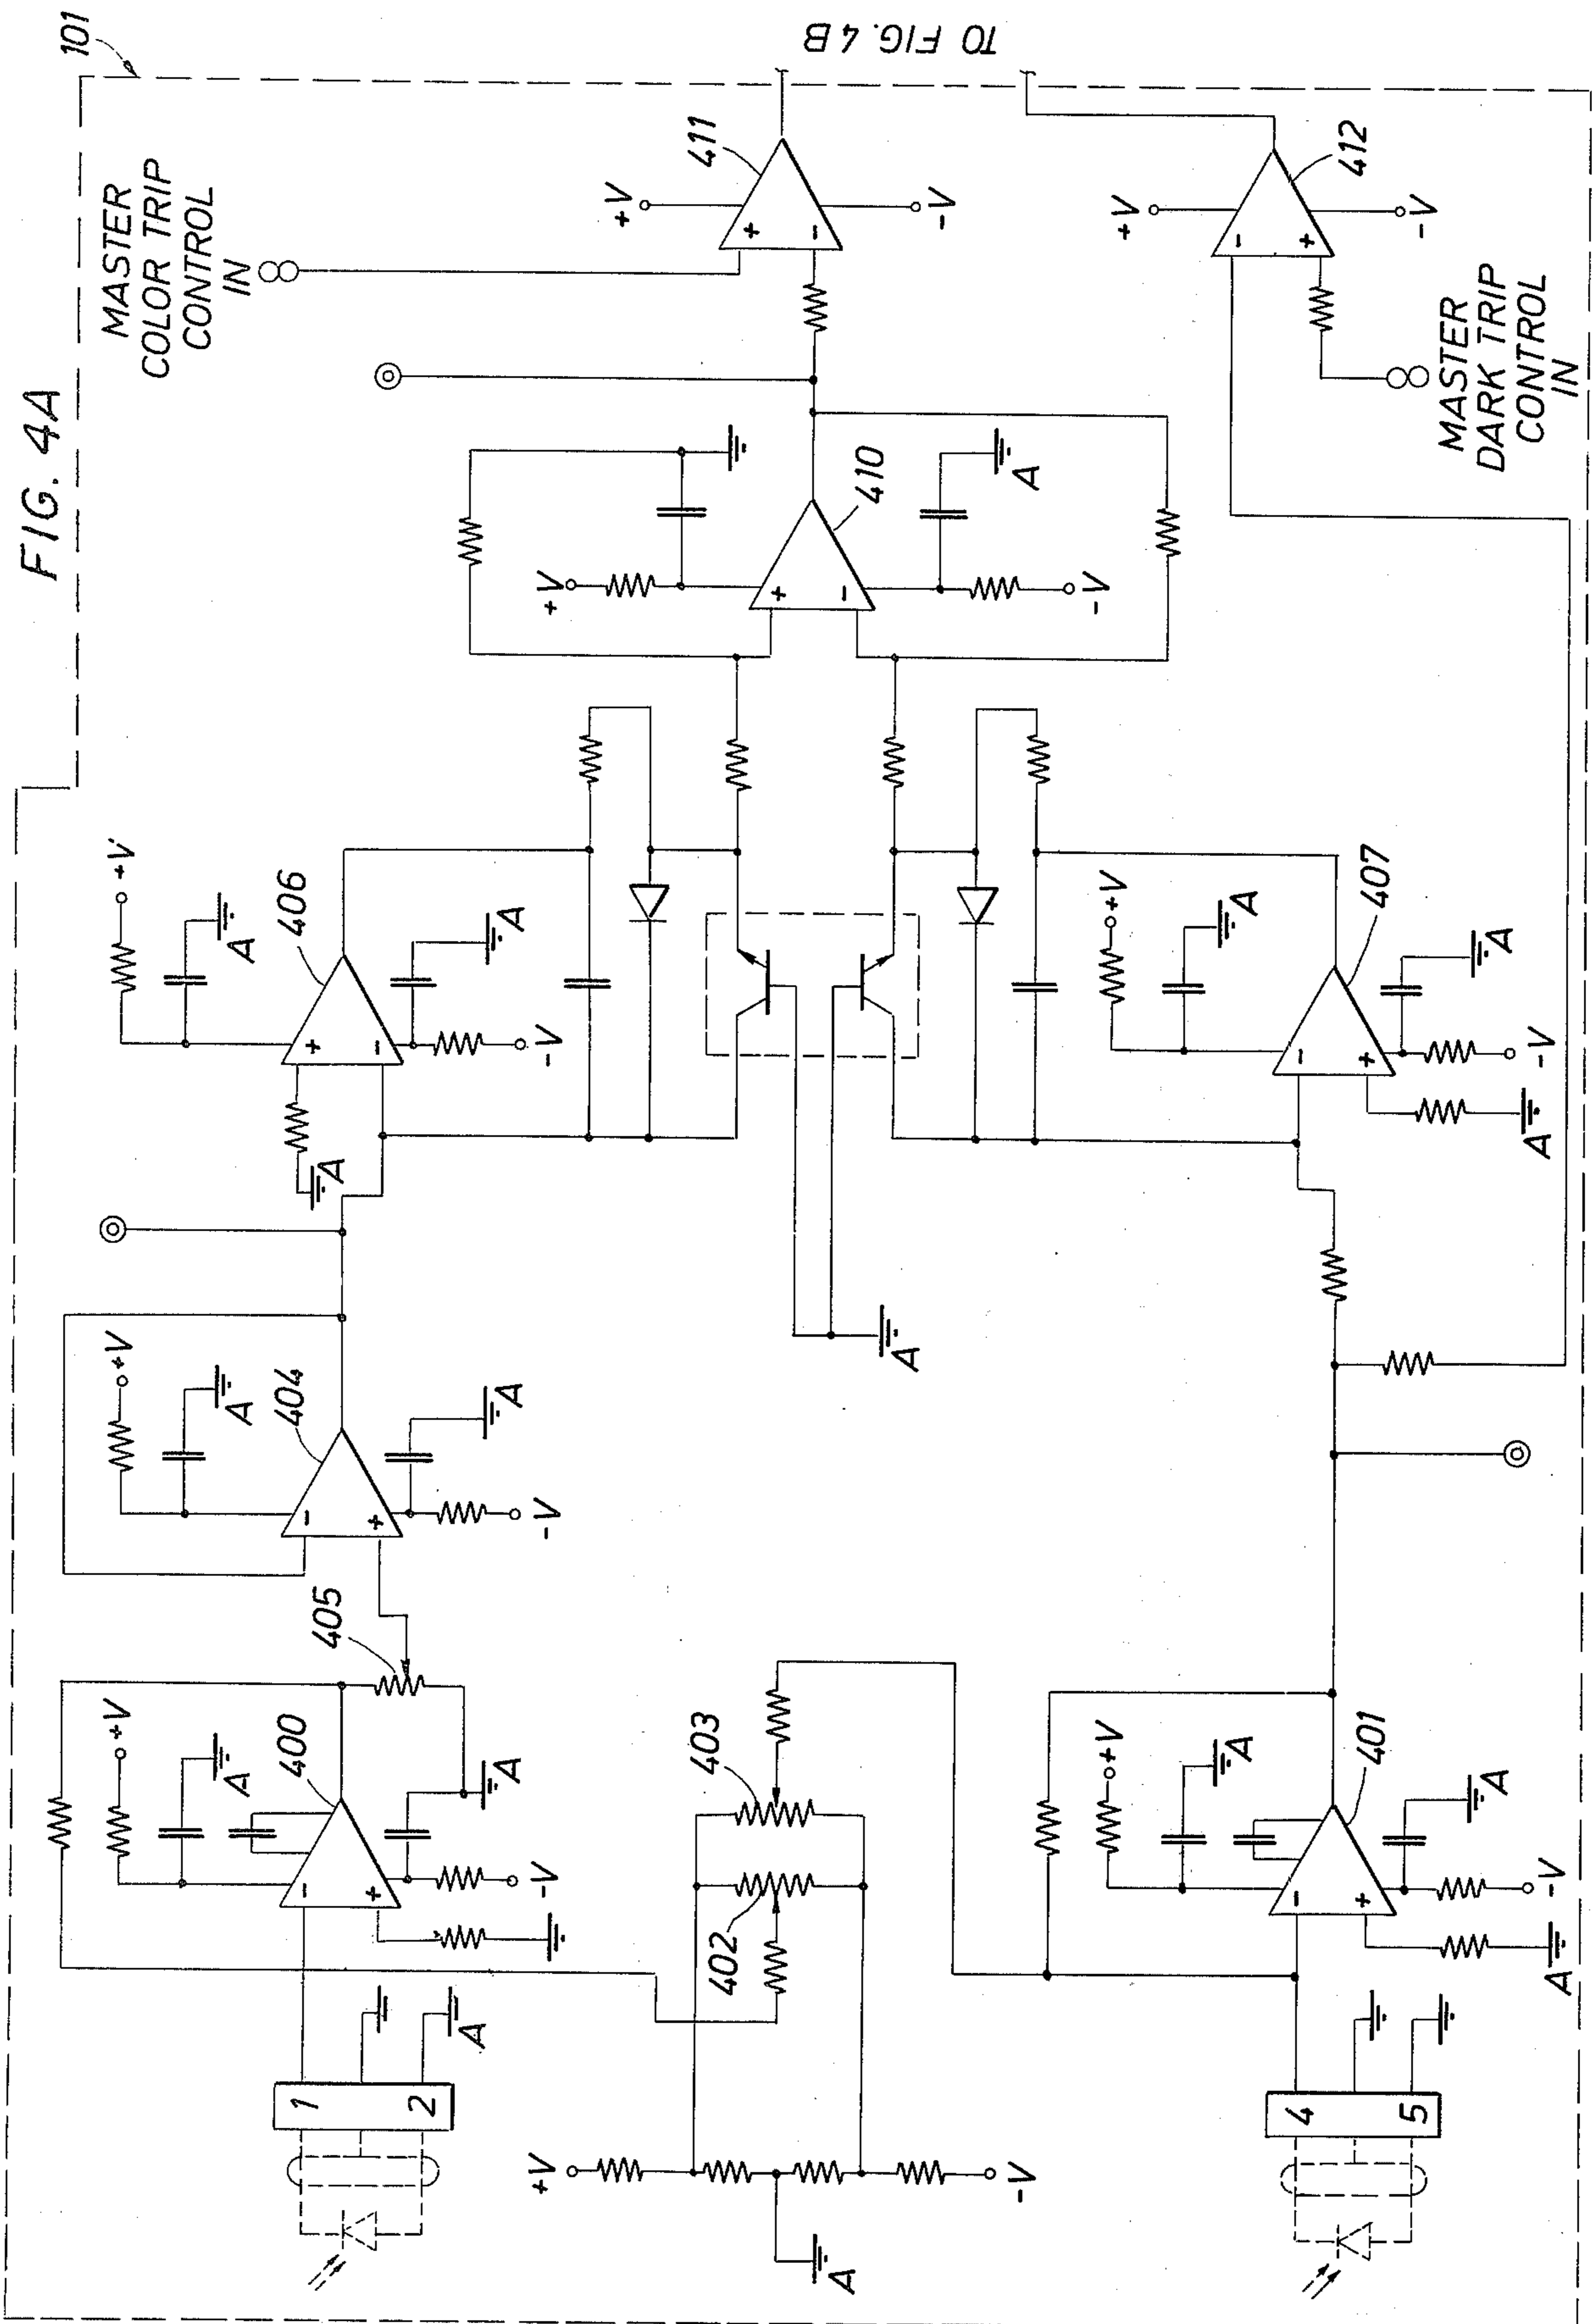 FIG. 4A
101
TO FIG. 4B
MASTER
COLOR TRIP
CONTROL
IN
+V
411
+
-
-V
+V
412
-
+
-V
MASTER
DARK TRIP
CONTROL
IN
+V
410
+
-
A
-V
+V
A
406
+
-
A
-V
A
+V
A
407
-
+
A
-V
A
A
+V
A
404
-
+
A
-V
405
+V
A
400
-
+
A
-V
403
402
+V
A
401
-
+
A
-V
A
1
2
A
4
5
+V
-V
A